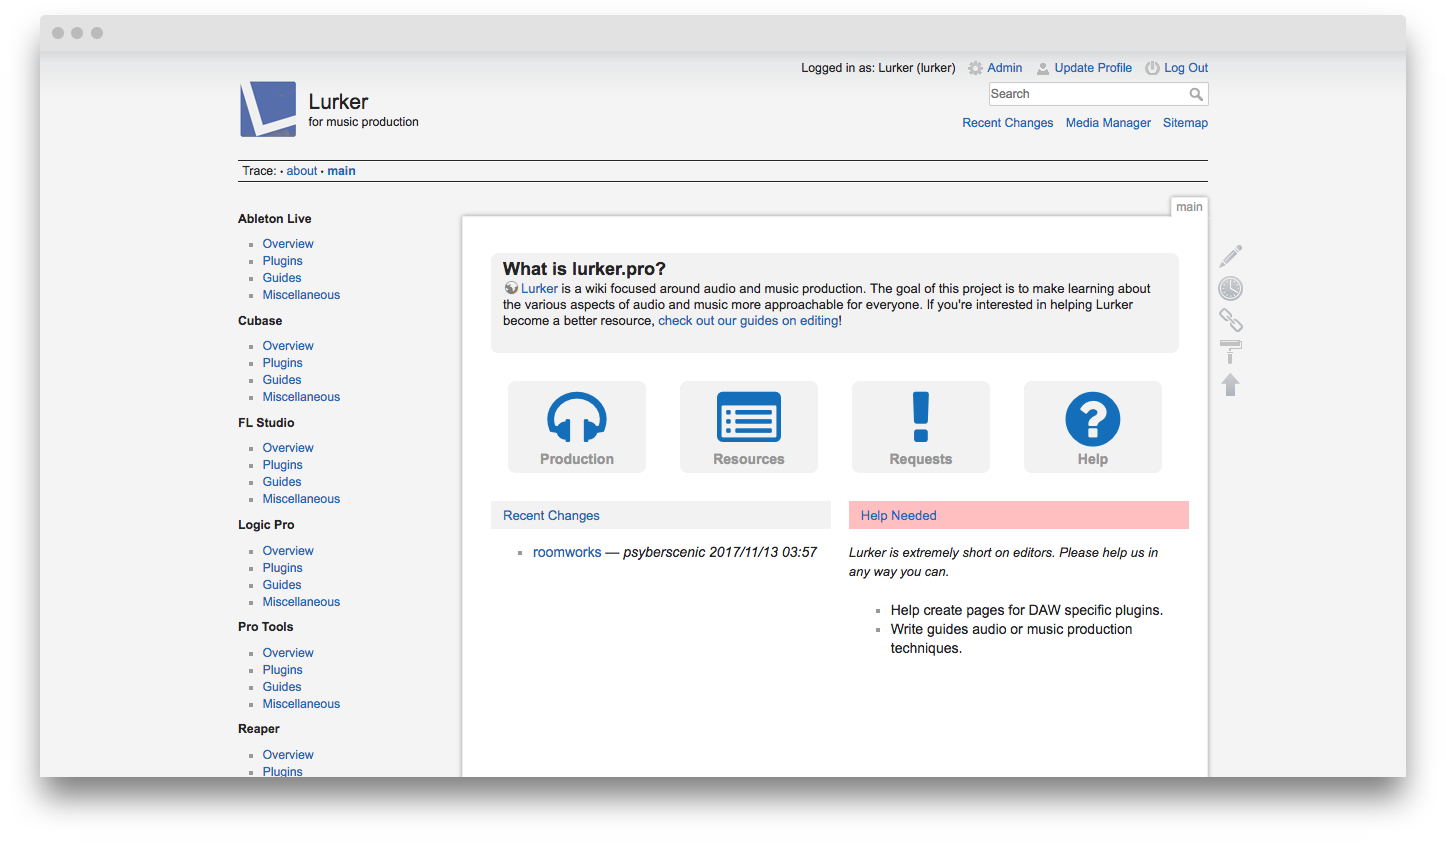 Logged in as: Lurker (lurker) Admin Update Profile Log Out
Lurker
for music production
Search
Recent Changes Media Manager Sitemap
Trace: • about • main
Ableton Live
Overview
Plugins
Guides
Miscellaneous
Cubase
Overview
Plugins
Guides
Miscellaneous
FL Studio
Overview
Plugins
Guides
Miscellaneous
Logic Pro
Overview
Plugins
Guides
Miscellaneous
Pro Tools
Overview
Plugins
Guides
Miscellaneous
Reaper
Overview
Plugins
main
What is lurker.pro?
Lurker is a wiki focused around audio and music production. The goal of this project is to make learning about
the various aspects of audio and music more approachable for everyone. If you're interested in helping Lurker
become a better resource, check out our guides on editing!
Production
Resources
Requests
Help
Recent Changes
roomworks — psyberscenic 2017/11/13 03:57
Help Needed
Lurker is extremely short on editors. Please help us in
any way you can.
Help create pages for DAW specific plugins.
Write guides audio or music production
techniques.